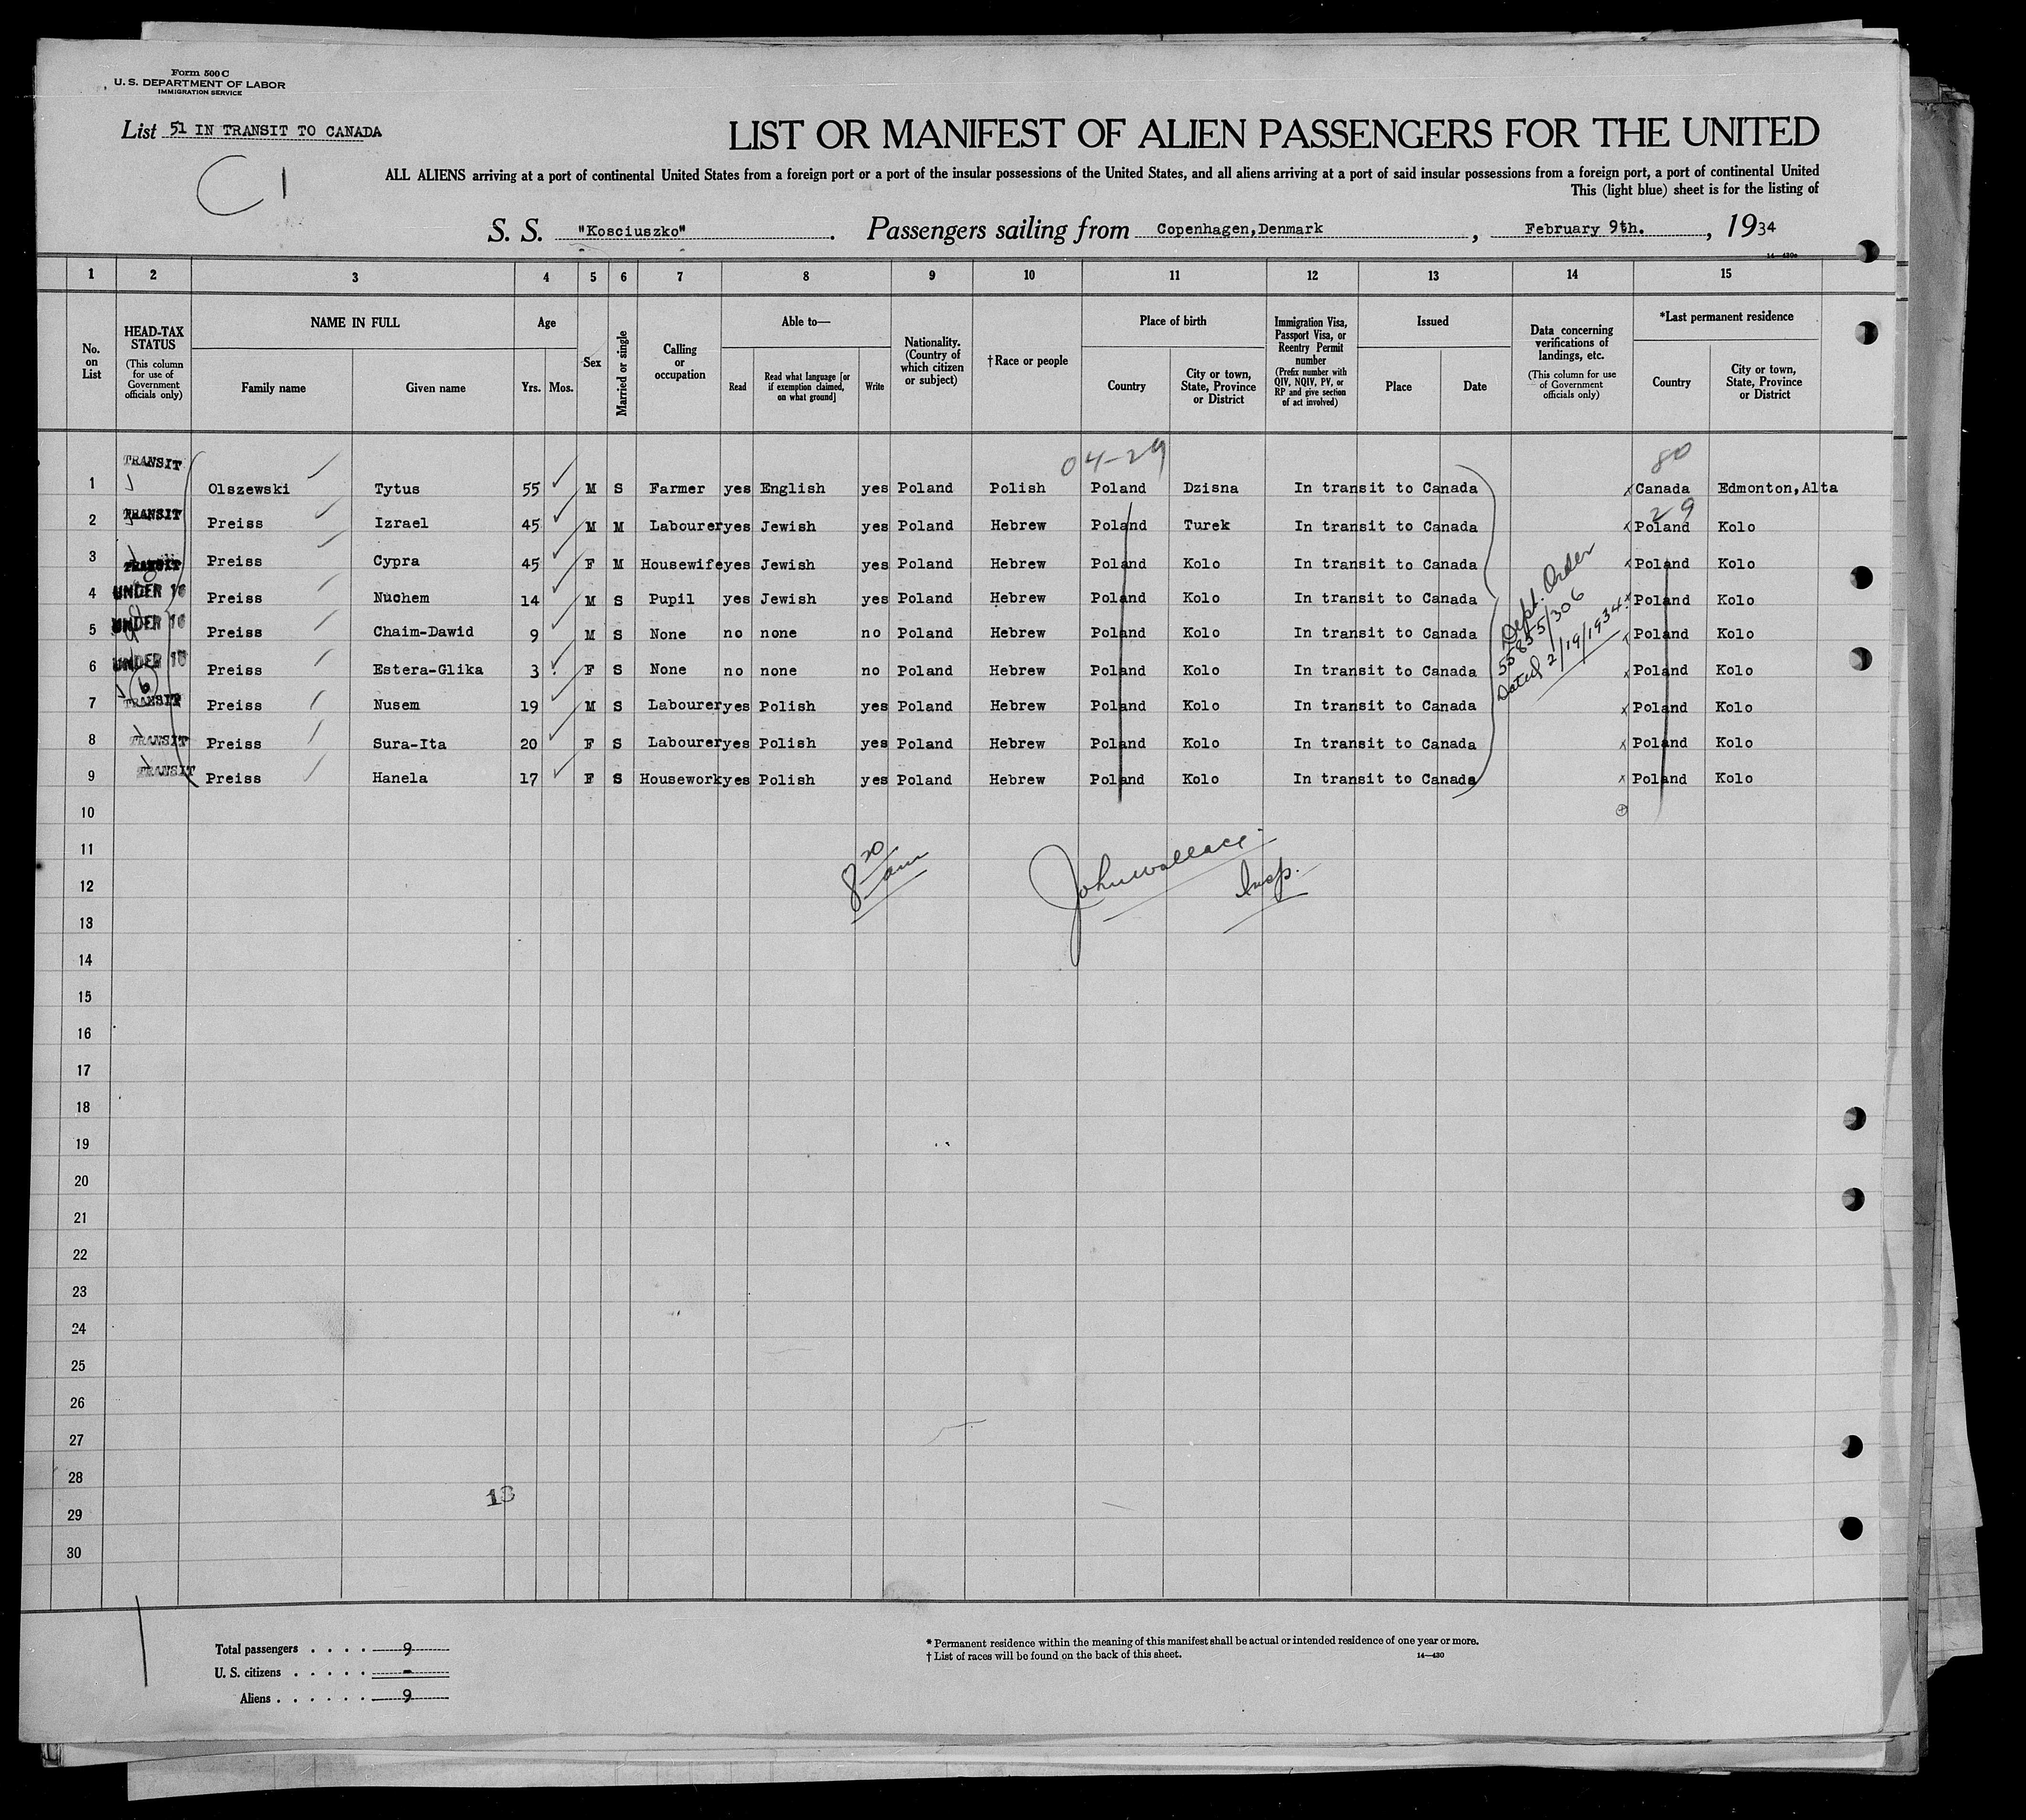 Form 500 C
U. S. DEPARTMENT OF LABOR
IMMIGRATION SERVICE
List 51 IN TRANSIT TO CANADA
C 1
LIST OR MANIFEST OF ALIEN PASSENGERS FOR THE UNITED
ALL ALIENS arriving at a port of continental United States from a foreign port or a port of the insular possessions of the United States, and all aliens arriving at a port of said insular possessions from a foreign port, a port of continental United
This (light blue) sheet is for the listing of
S. S. "Kosciuszko". Passengers sailing from Copenhagen,Denmark, February 9th., 1934
14—430c
1 2 3 4 5 6 7 8 9 10 11 12 13 14 15
No. on List
HEAD-TAX STATUS (This column for use of Government officials only)
NAME IN FULL
Family name
Given name
Age
Yrs.
Mos.
Sex
Married or single
Calling or occupation
Able to—
Read
Read what language [or if exemption claimed, on what ground]
Write
Nationality. (Country of which citizen or subject)
†Race or people
Place of birth
Country
City or town, State, Province or District
Immigration Visa, Passport Visa, or Reentry Permit number (Prefix number with QIV, NQIV, PV, or RP and give section of act involved)
Issued
Place
Date
Data concerning verifications of landings, etc. (This column for use of Government officials only)
*Last permanent residence
Country
City or town, State, Province or District
04-29
80
1 TRANSIT Olszewski Tytus 55 M S Farmer yes English yes Poland Polish Poland Dzisna In transit to Canada Canada Edmonton,Alta
29
2 TRANSIT Preiss Izrael 45 M M Labourer yes Jewish yes Poland Hebrew Poland Turek In transit to Canada Poland Kolo
3 TRANSIT Preiss Cypra 45 F M Housewife yes Jewish yes Poland Hebrew Poland Kolo In transit to Canada Poland Kolo
4 UNDER 16 Preiss Nuchem 14 M S Pupil yes Jewish yes Poland Hebrew Poland Kolo In transit to Canada Poland Kolo
5 UNDER 16 Preiss Chaim-Dawid 9 M S None no none no Poland Hebrew Poland Kolo In transit to Canada Poland Kolo
6 UNDER 16 Preiss Estera-Glika 3 F S None no none no Poland Hebrew Poland Kolo In transit to Canada Poland Kolo
7 TRANSIT Preiss Nusem 19 M S Labourer yes Polish yes Poland Hebrew Poland Kolo In transit to Canada Poland Kolo
8 TRANSIT Preiss Sura-Ita 20 F S Labourer yes Polish yes Poland Hebrew Poland Kolo In transit to Canada Poland Kolo
9 TRANSIT Preiss Hanela 17 F S Housework yes Polish yes Poland Hebrew Poland Kolo In transit to Canada Poland Kolo
Dept. Order
55855/306
Dated 2/19/1934
10
11
12
13
14
15
16
17
18
19
20
21
22
23
24
25
26
27
28
29
30
8 20 am
John Wallace
Insp.
13
Total passengers . . . . 9
U. S. citizens . . . . . -
Aliens . . . . . . 9
* Permanent residence within the meaning of this manifest shall be actual or intended residence of one year or more.
† List of races will be found on the back of this sheet. 14—430